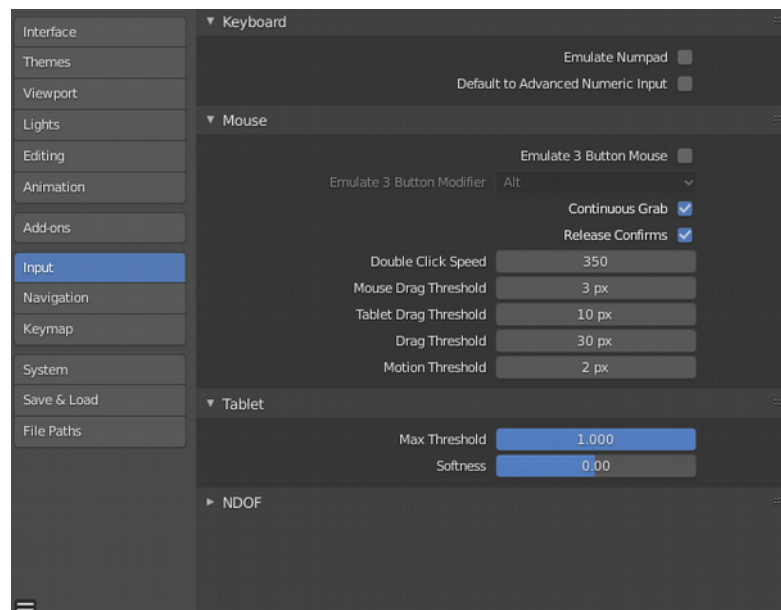 Interface
Themes
Viewport
Lights
Editing
Animation
Add-ons
Input
Navigation
Keymap
System
Save & Load
File Paths
Keyboard
Emulate Numpad
Default to Advanced Numeric Input
Mouse
Emulate 3 Button Mouse
Emulate 3 Button Modifier Alt
Continuous Grab
Release Confirms
Double Click Speed 350
Mouse Drag Threshold 3 px
Tablet Drag Threshold 10 px
Drag Threshold 30 px
Motion Threshold 2 px
Tablet
Max Threshold 1.000
Softness 0.00
NDOF